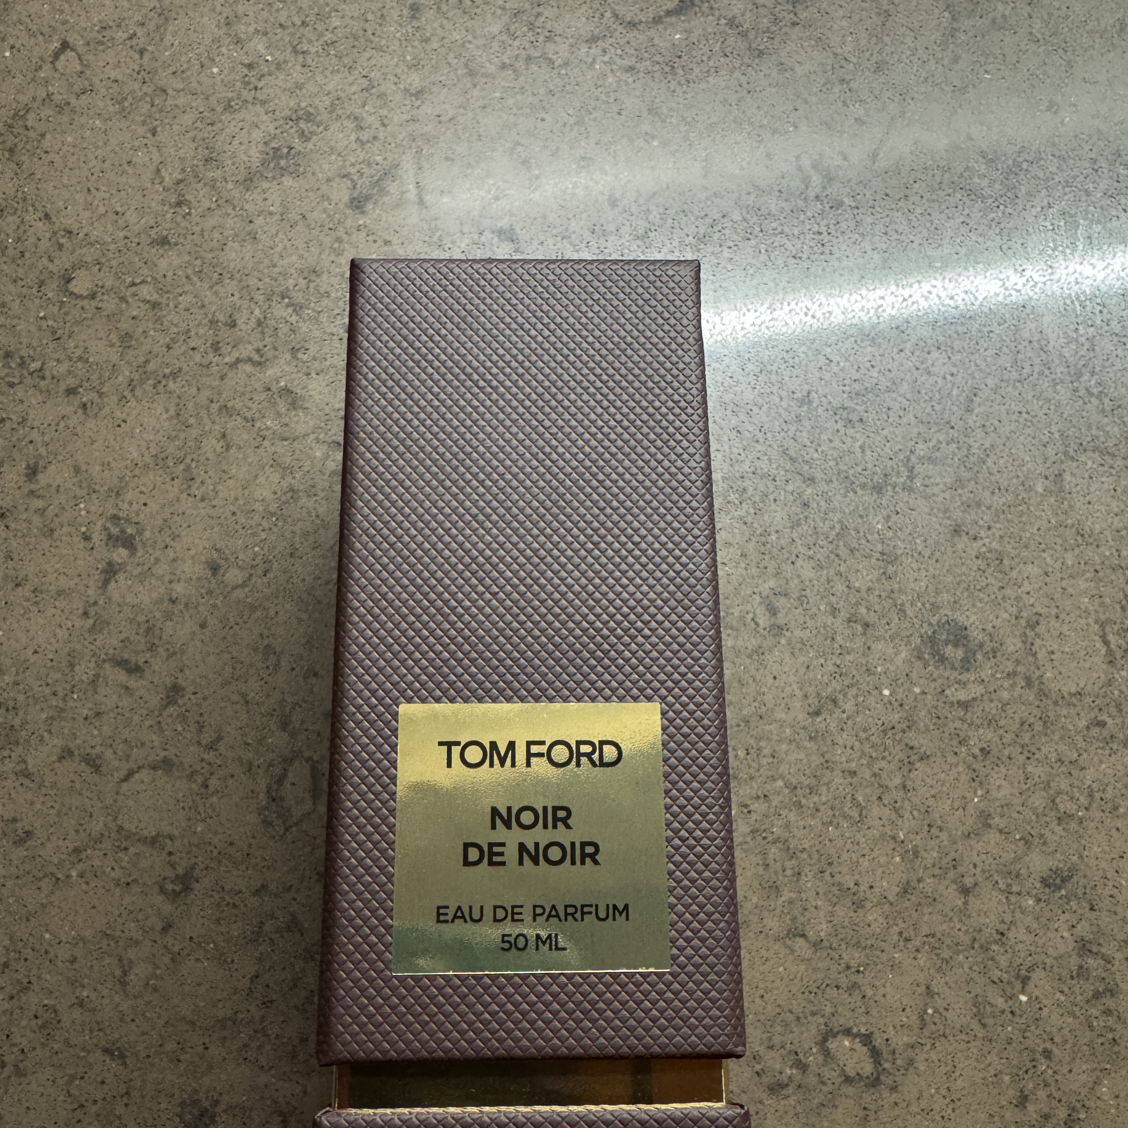 TOM FORD
NOIR
DE NOIR
EAU DE PARFUM
50 ML